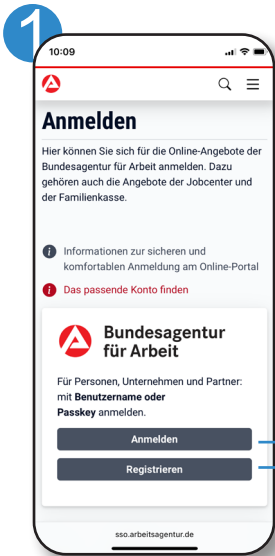 1
10:09
Anmelden
Hier können Sie sich für die Online-Angebote der
Bundesagentur für Arbeit anmelden. Dazu
gehören auch die Angebote der Jobcenter und
der Familienkasse.
Informationen zur sicheren und
komfortablen Anmeldung am Online-Portal
Das passende Konto finden
Bundesagentur
für Arbeit
Für Personen, Unternehmen und Partner:
mit Benutzername oder
Passkey anmelden.
Anmelden
Registrieren
sso.arbeitsagentur.de